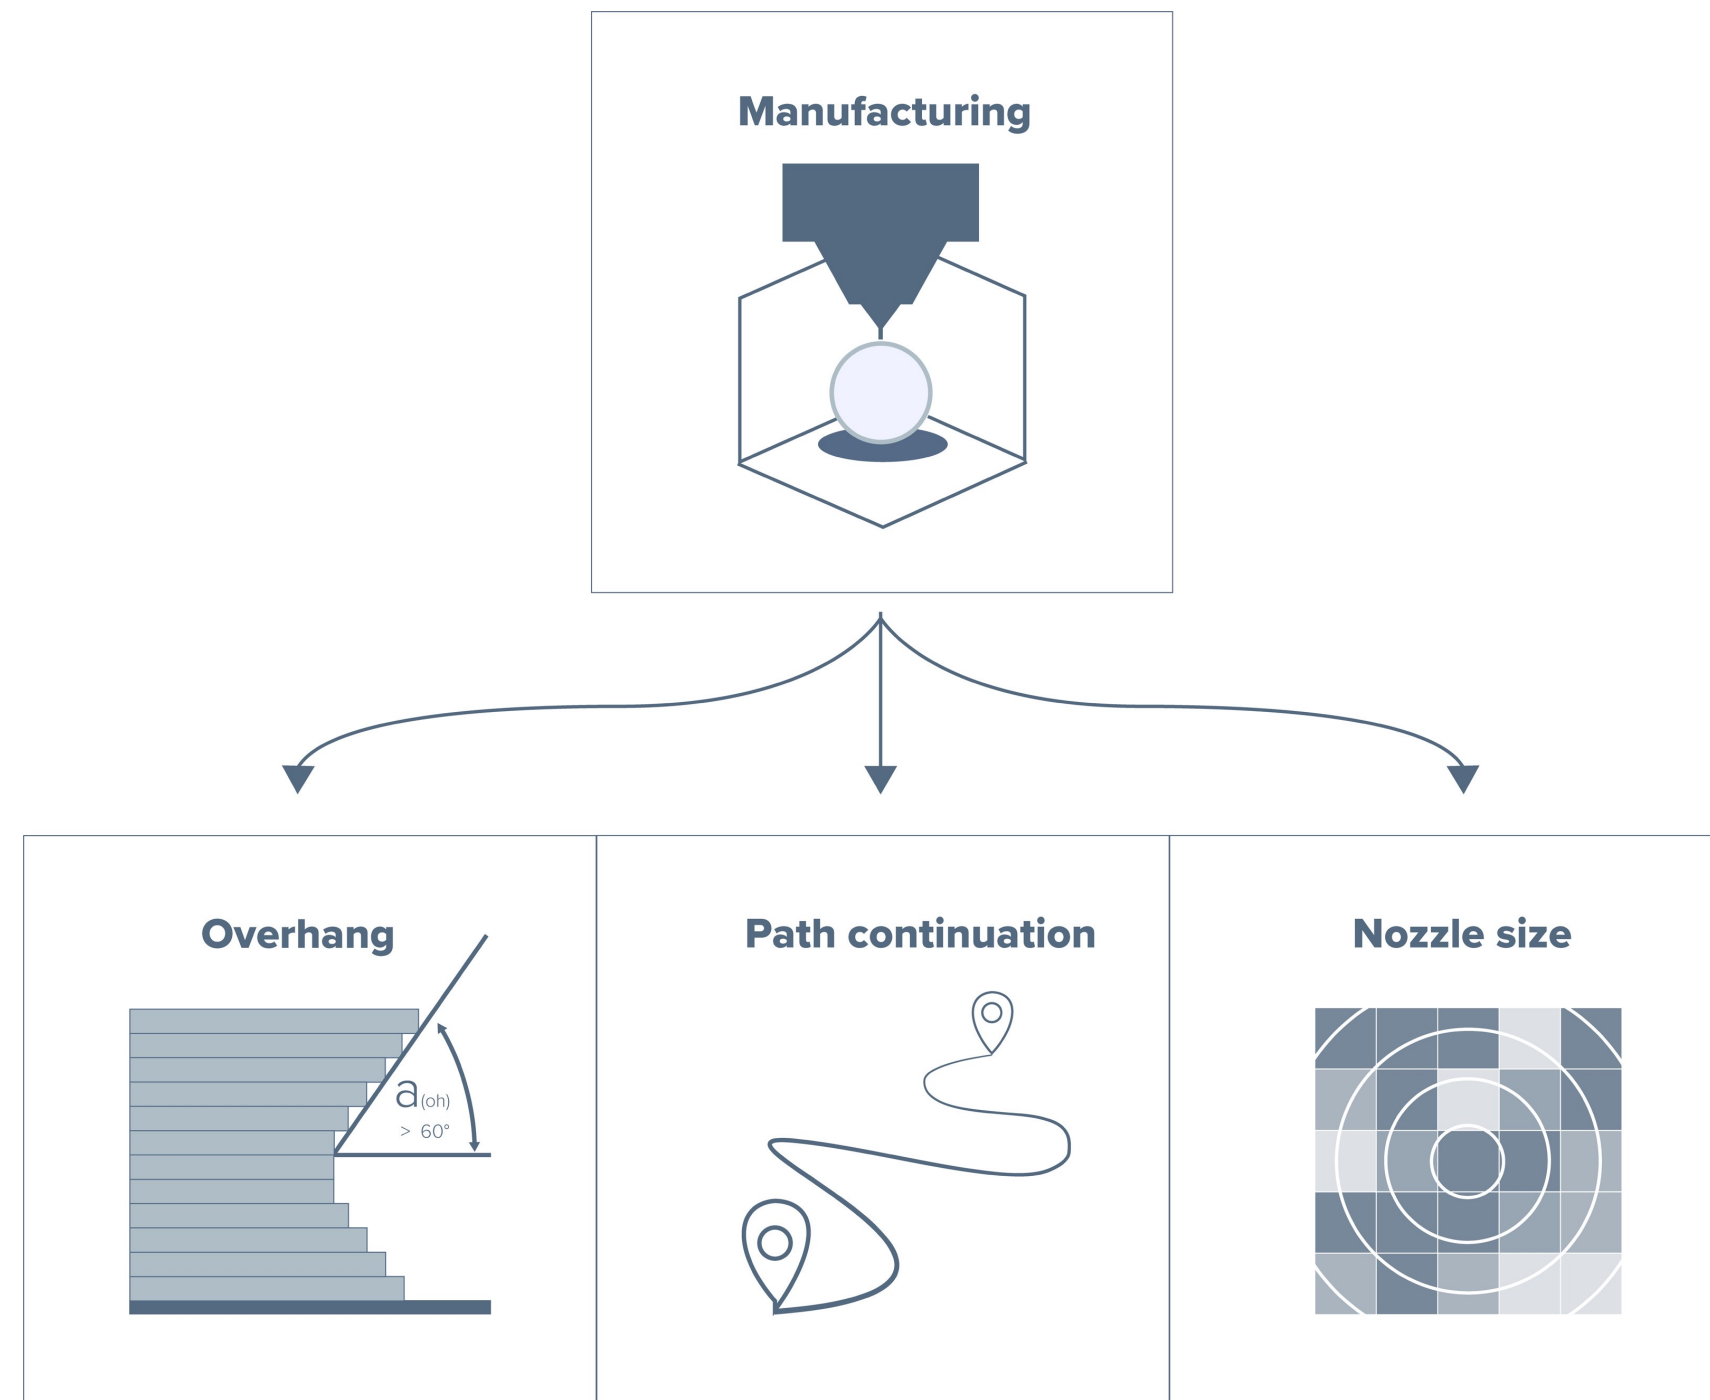 Manufacturing
Overhang
a(oh)
> 60°
Path continuation
Nozzle size